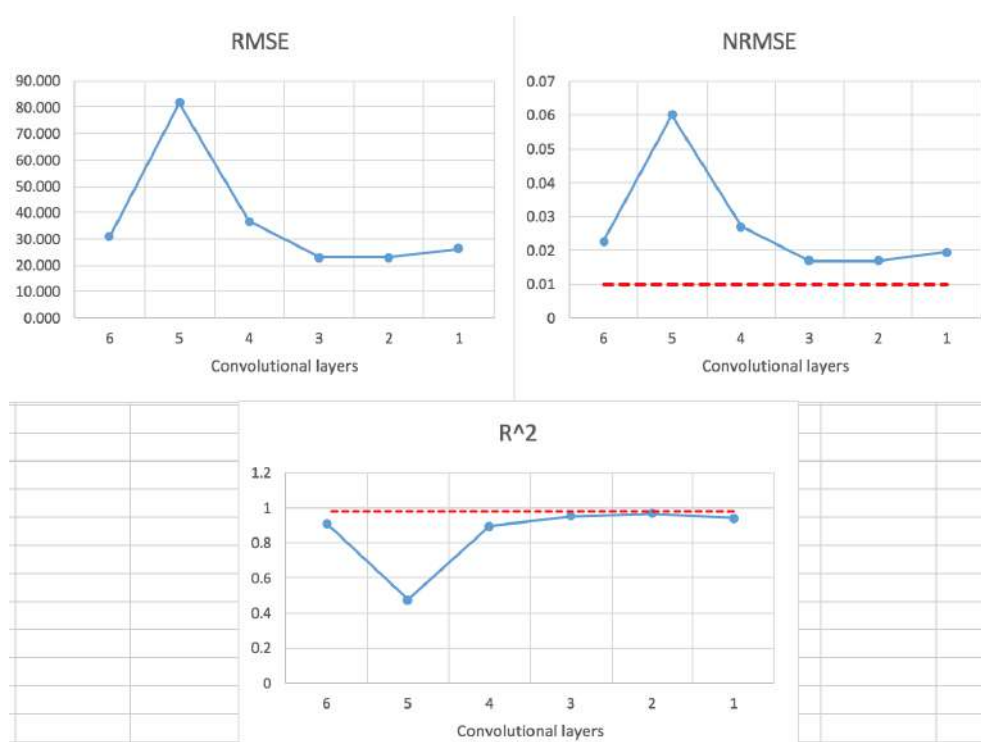 RMSE
90.000
80.000
70.000
60.000
50.000
40.000
30.000
20.000
10.000
0.000
6 5 4 3 2 1
Convolutional layers
NRMSE
0.07
0.06
0.05
0.04
0.03
0.02
0.01
0
6 5 4 3 2 1
Convolutional layers
R^2
1.2
1
0.8
0.6
0.4
0.2
0
6 5 4 3 2 1
Convolutional layers